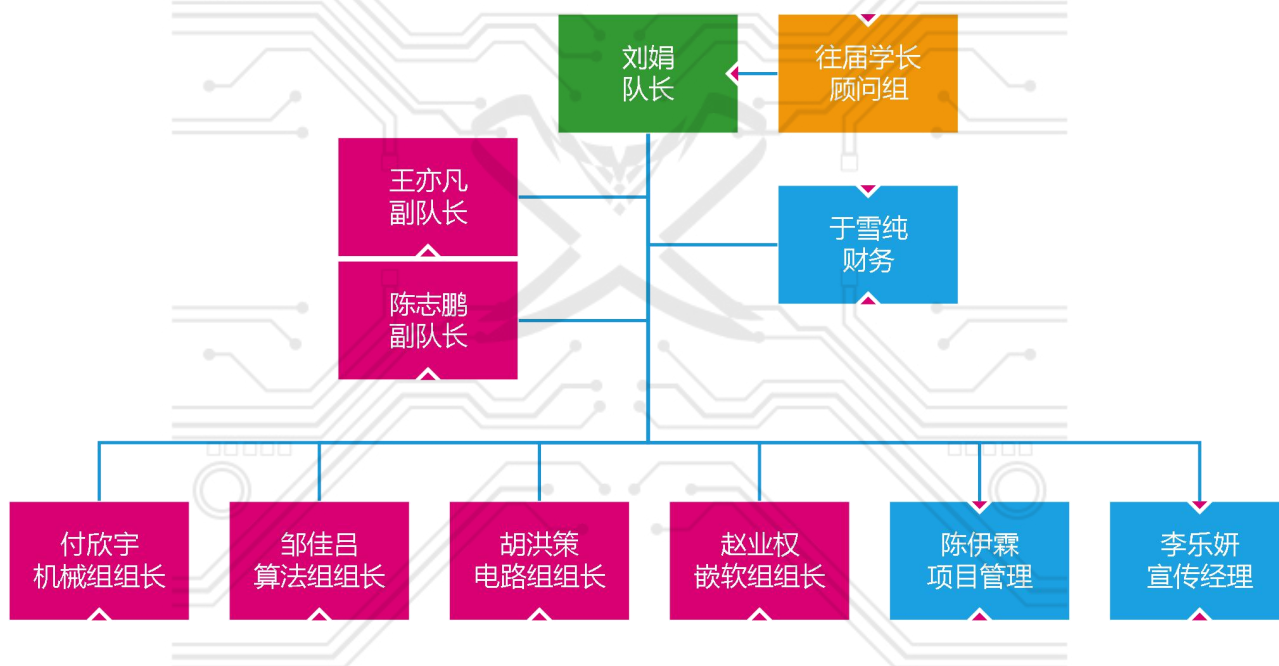 刘娟
队长
往届学长
顾问组
王亦凡
副队长
于雪纯
财务
陈志鹏
副队长
付欣宇
机械组组长
邹佳吕
算法组组长
胡洪策
电路组组长
赵业权
嵌软组组长
陈伊霖
项目管理
李乐妍
宣传经理